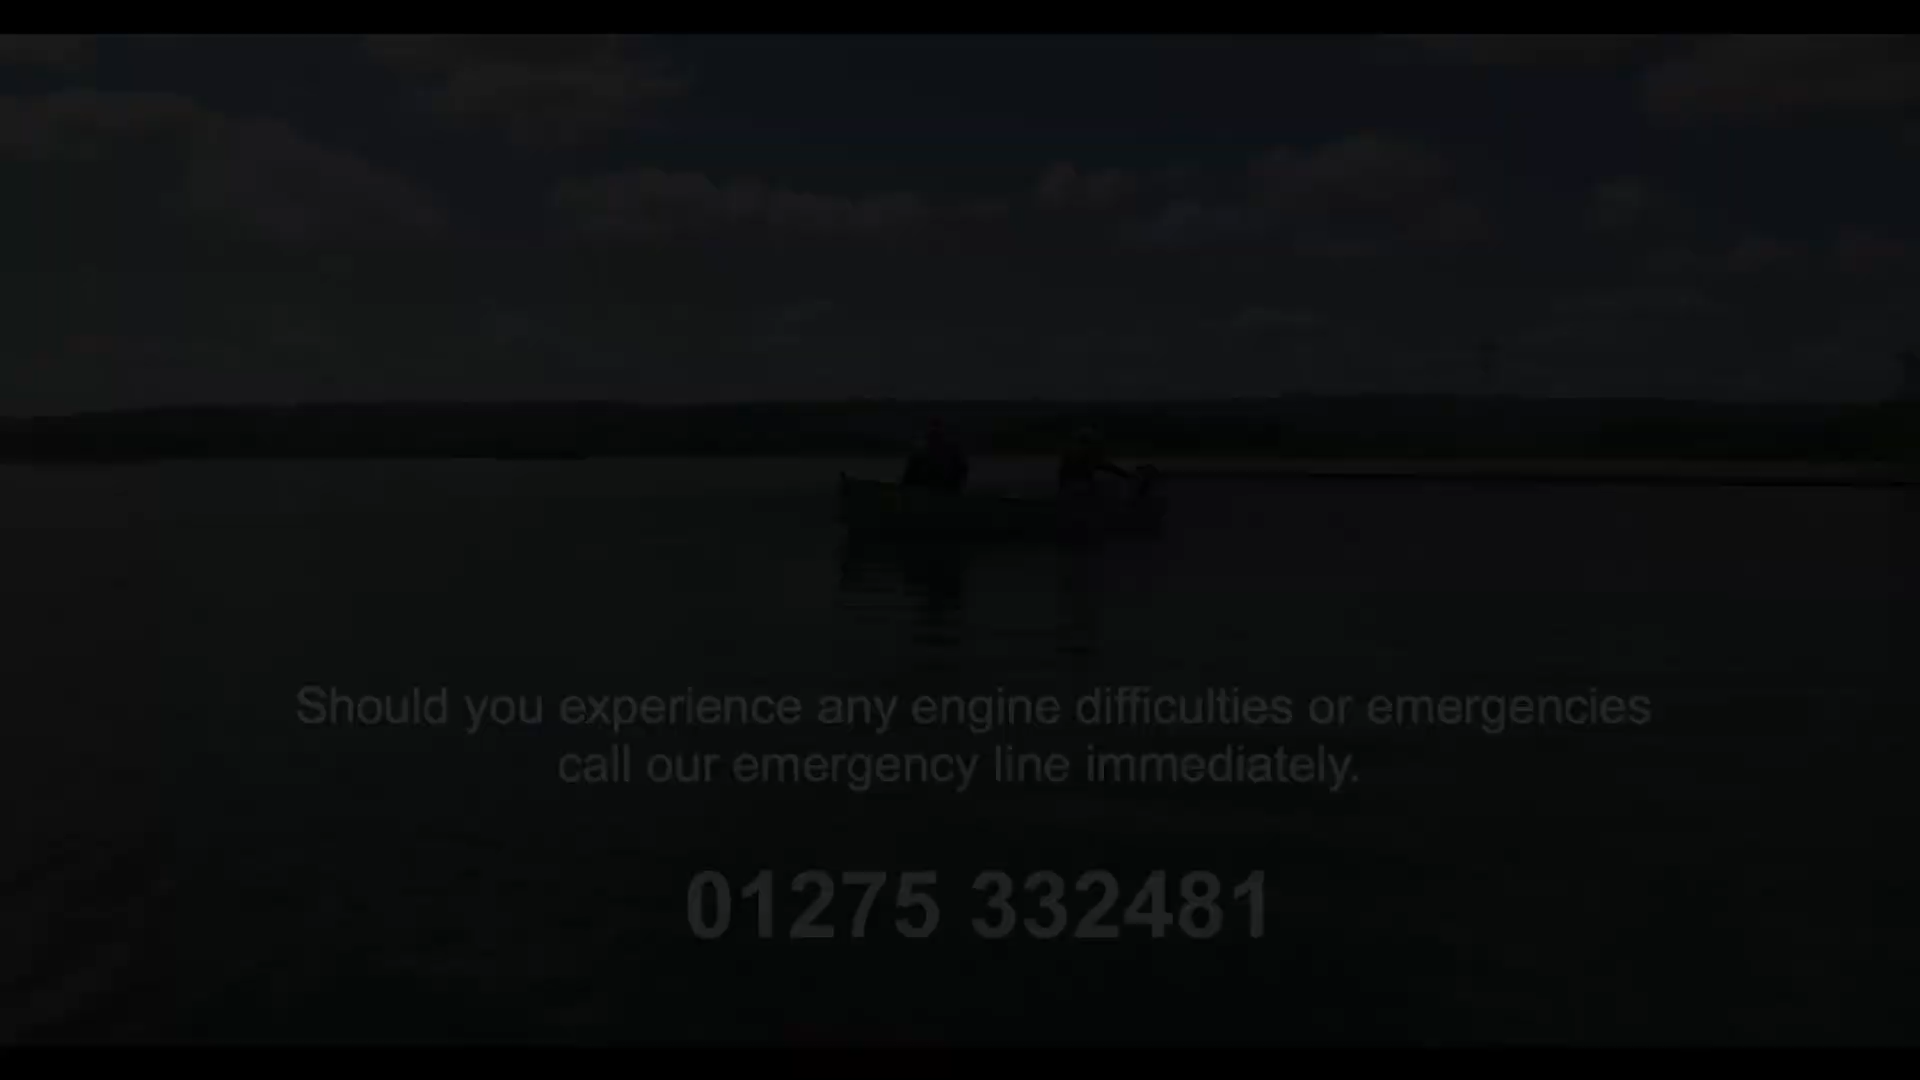 Should you experience any engine difficulties or emergencies
call our emergency line immediately.
01275 332481